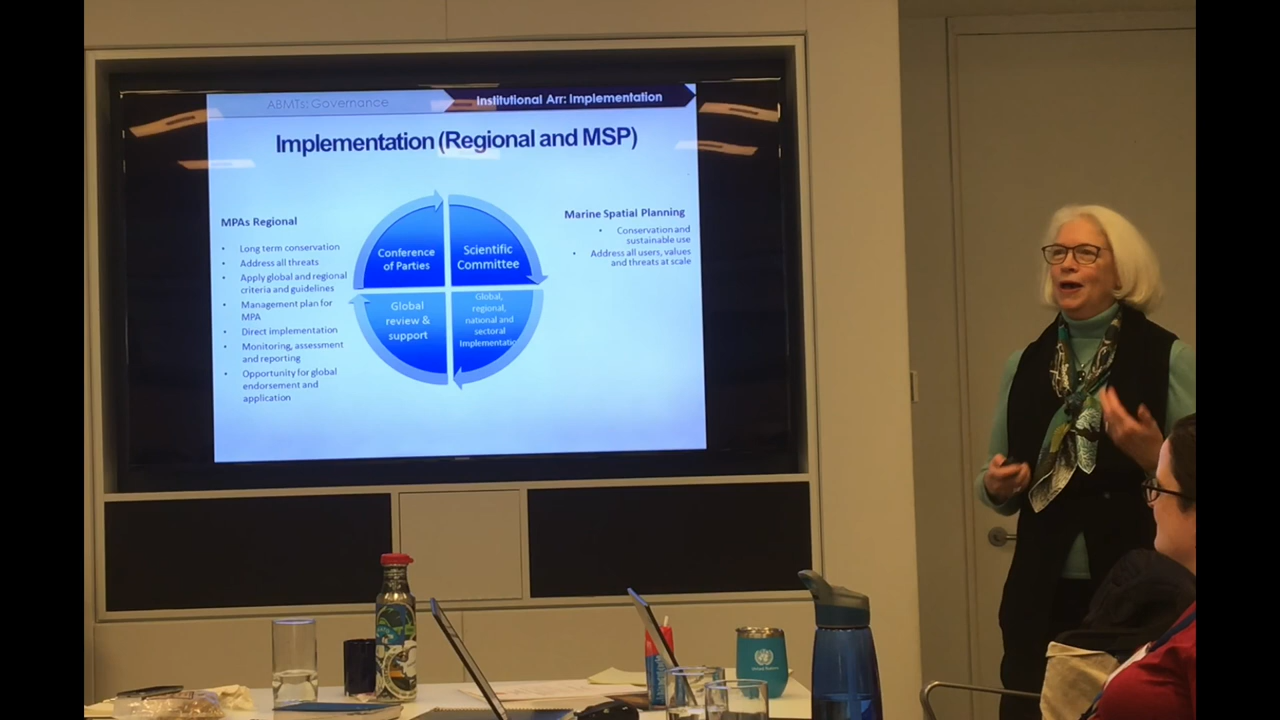 ABMTs: Governance
Institutional Arr: Implementation
Implementation (Regional and MSP)
MPAs Regional
• Long term conservation
• Address all threats
• Apply global and regional
criteria and guidelines
• Management plan for
MPA
• Direct implementation
• Monitoring, assessment
and reporting
• Opportunity for global
endorsement and
application
Conference
of Parties
Scientific
Committee
Global
review &
support
Global,
regional,
national and
sectoral
Implementation
Marine Spatial Planning
• Conservation and
sustainable use
• Address all users, values
and threats at scale
United Nations